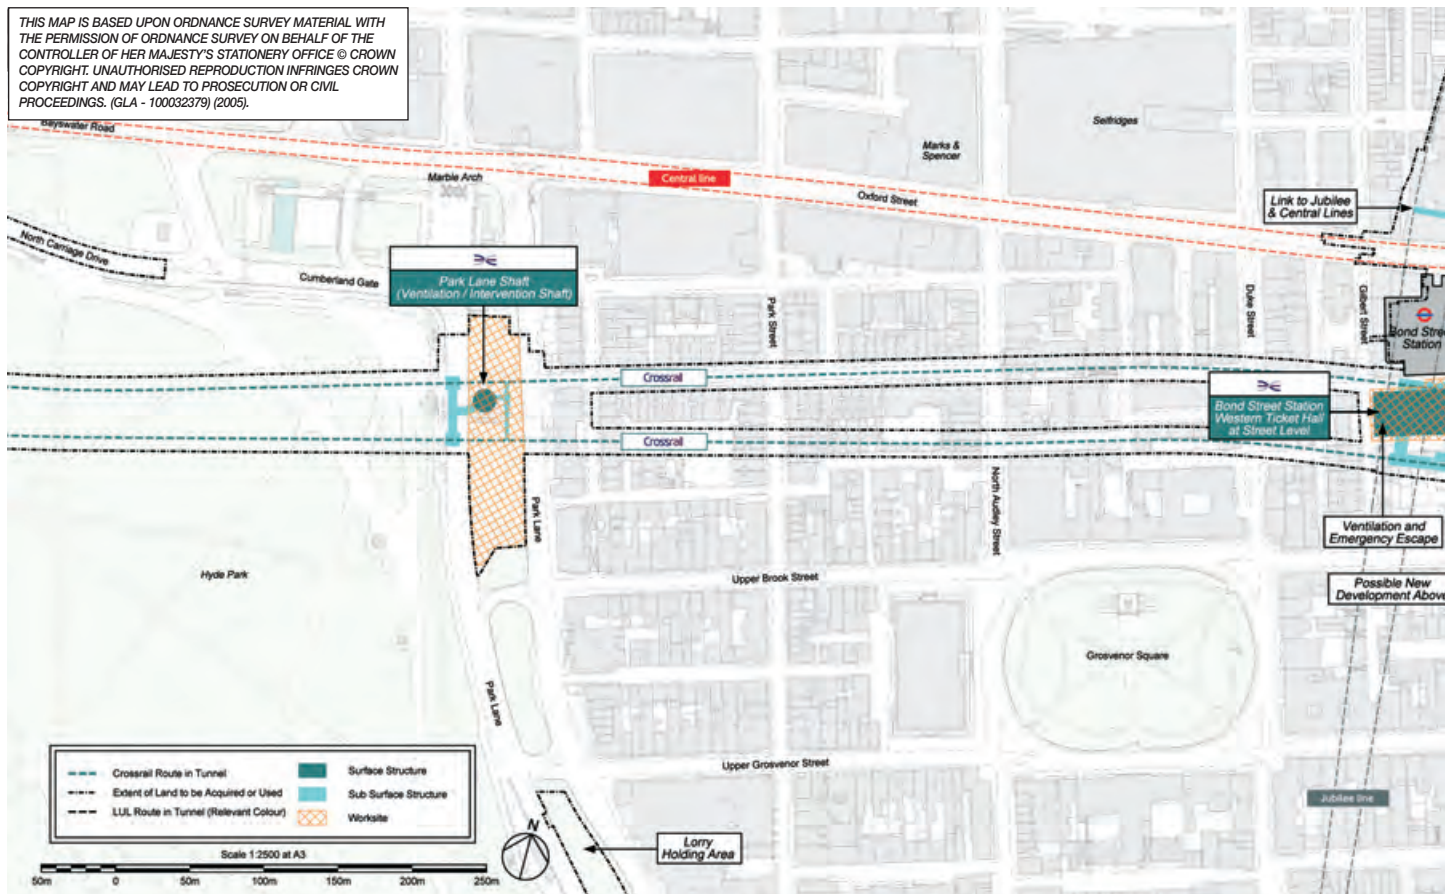 THIS MAP IS BASED UPON ORDNANCE SURVEY MATERIAL WITH
THE PERMISSION OF ORDNANCE SURVEY ON BEHALF OF THE
CONTROLLER OF HER MAJESTY'S STATIONERY OFFICE © CROWN
COPYRIGHT. UNAUTHORISED REPRODUCTION INFRINGES CROWN
COPYRIGHT AND MAY LEAD TO PROSECUTION OR CIVIL
PROCEEDINGS. (GLA - 100032379) (2005).
Bayswater Road
Marble Arch
Central line
Marks &
Spencer
Selfridges
Oxford Street
Link to Jubilee
& Central Lines
North Carriage Drive
Cumberland Gate
Park Lane Shaft
(Ventilation / Intervention Shaft)
Park Street
Duke Street
Gilbert Street
Bond Stree
Station
Crossrail
Crossrail
Bond Street Station
Western Ticket Hall
at Street Level
Park Lane
North Audley Street
Ventilation and
Emergency Escape
Hyde Park
Upper Brook Street
Possible New
Development Above
Grosvenor Square
Park Lane
Upper Grosvenor Street
Jubilee line
Crossrail Route in Tunnel
Extent of Land to be Acquired or Used
LUL Route in Tunnel (Relevant Colour)
Surface Structure
Sub Surface Structure
Worksite
N
Lorry
Holding Area
Scale 1:2500 at A3
50m 0 50m 100m 150m 200m 250m